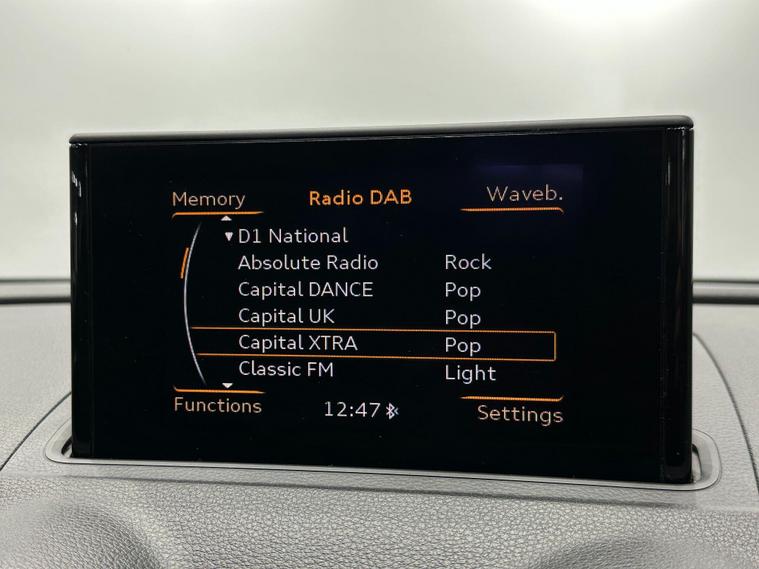 Memory Radio DAB Waveb.
D1 National
Absolute Radio Rock
Capital DANCE Pop
Capital UK Pop
Capital XTRA Pop
Classic FM Light
Functions 12:47 Settings